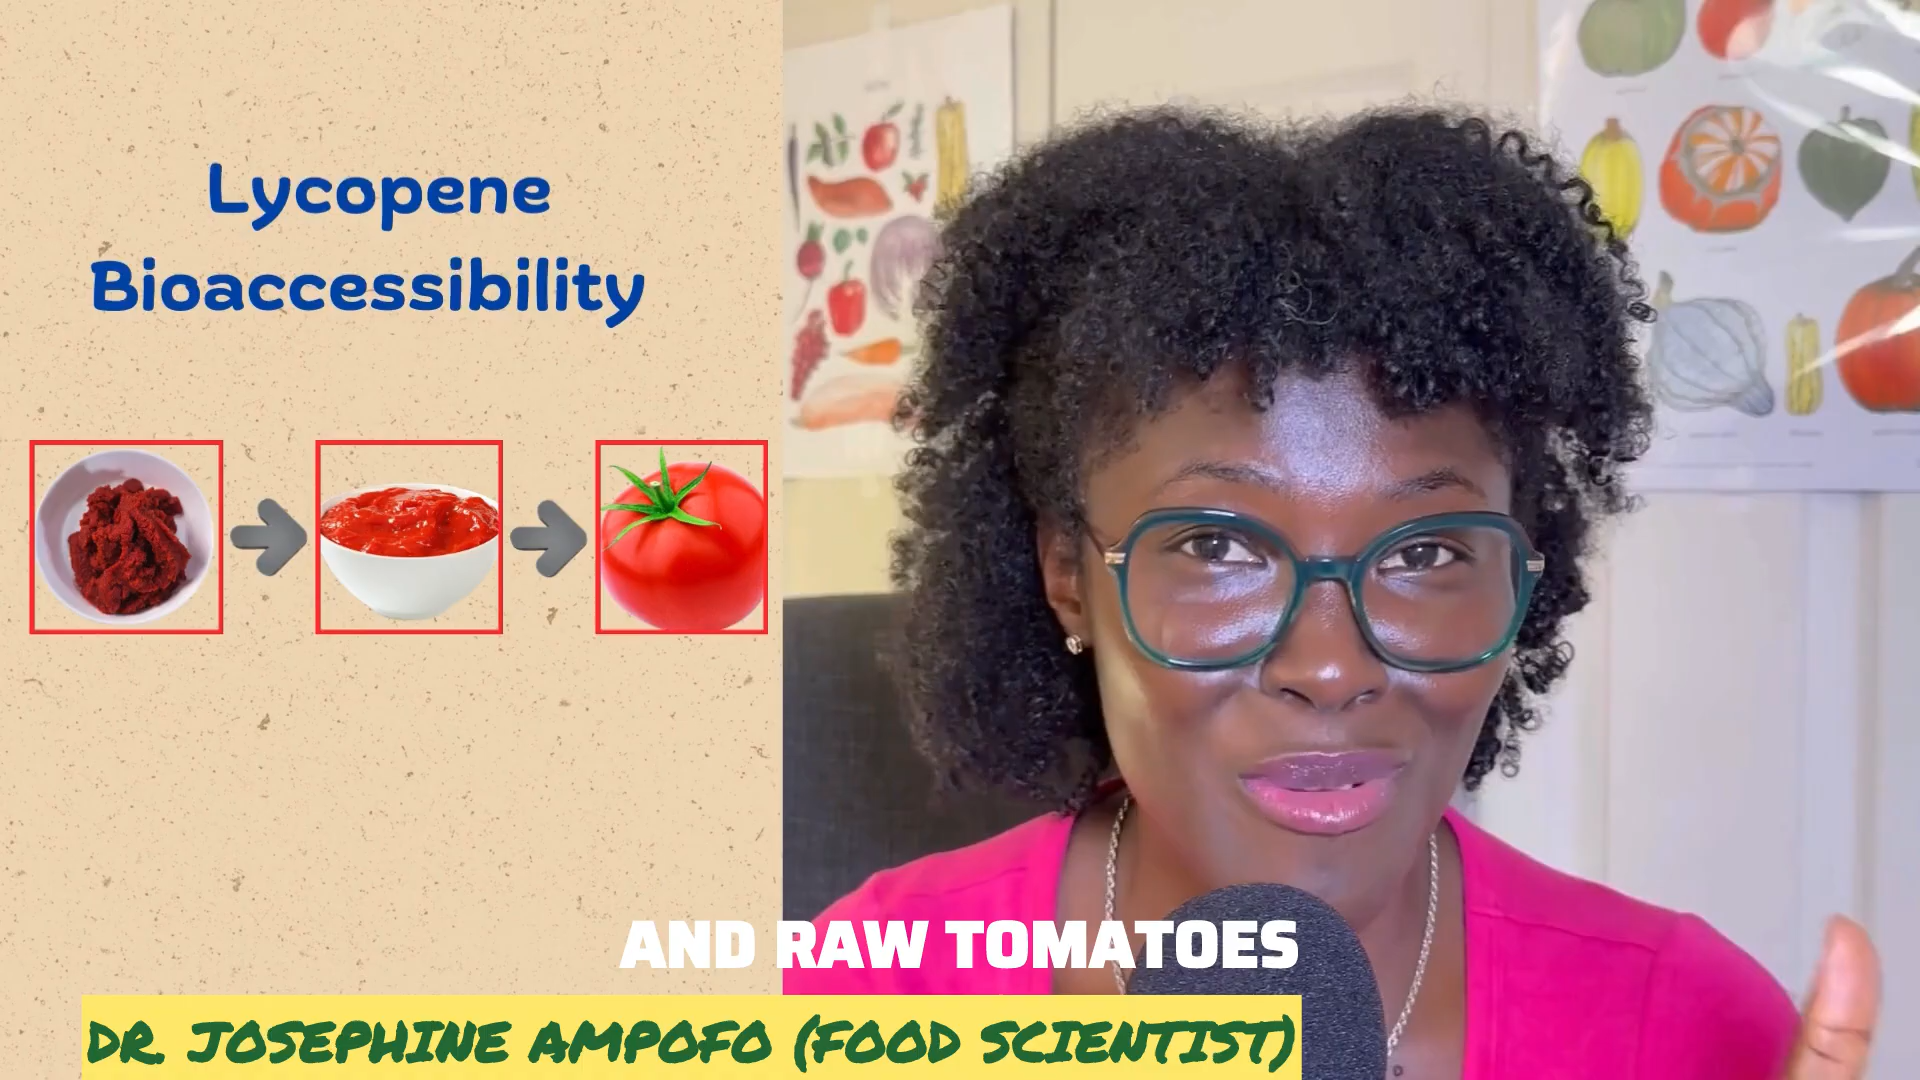 Lycopene
Bioaccessibility
AND RAW TOMATOES
DR. JOSEPHINE AMPOFO (FOOD SCIENTIST)